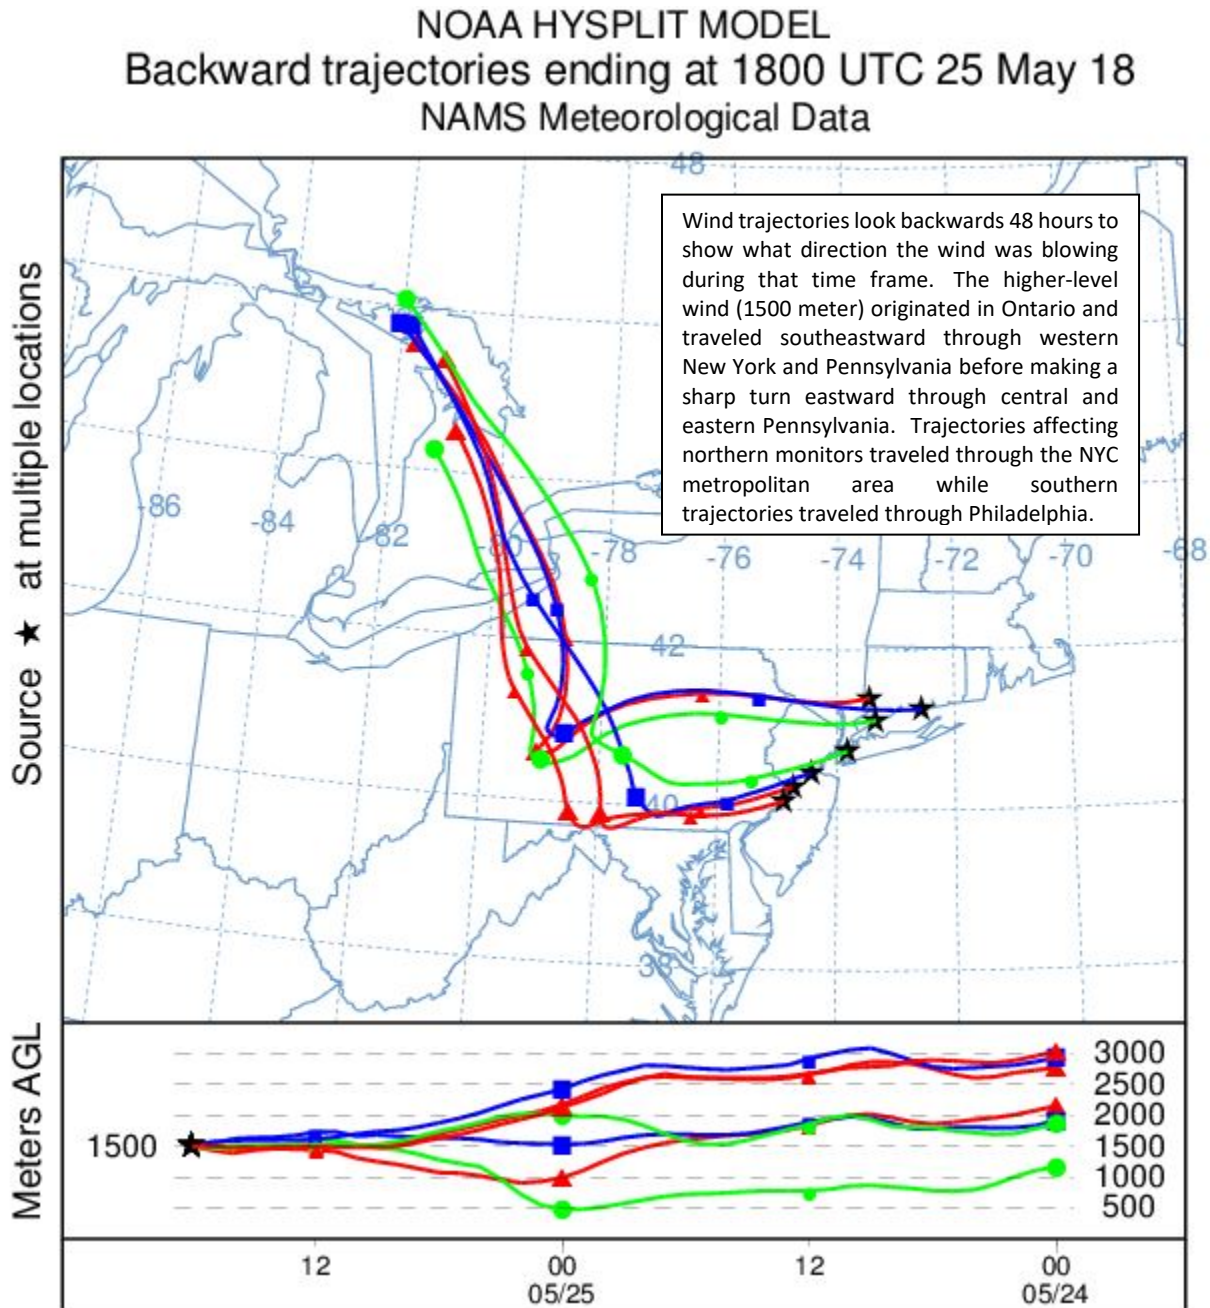 NOAA HYSPLIT MODEL
Backward trajectories ending at 1800 UTC 25 May 18
NAMS Meteorological Data
Source ★ at multiple locations
48
Wind trajectories look backwards 48 hours to
show what direction the wind was blowing
during that time frame. The higher-level
wind (1500 meter) originated in Ontario and
traveled southeastward through western
New York and Pennsylvania before making a
sharp turn eastward through central and
eastern Pennsylvania. Trajectories affecting
northern monitors traveled through the NYC
metropolitan area while southern
trajectories traveled through Philadelphia.
-86 -84 -82 -80 -78 -76 -74 -72 -70 -68
42
40
38
Meters AGL
1500
3000
2500
2000
1500
1000
500
12 00 12 00
05/25 05/24